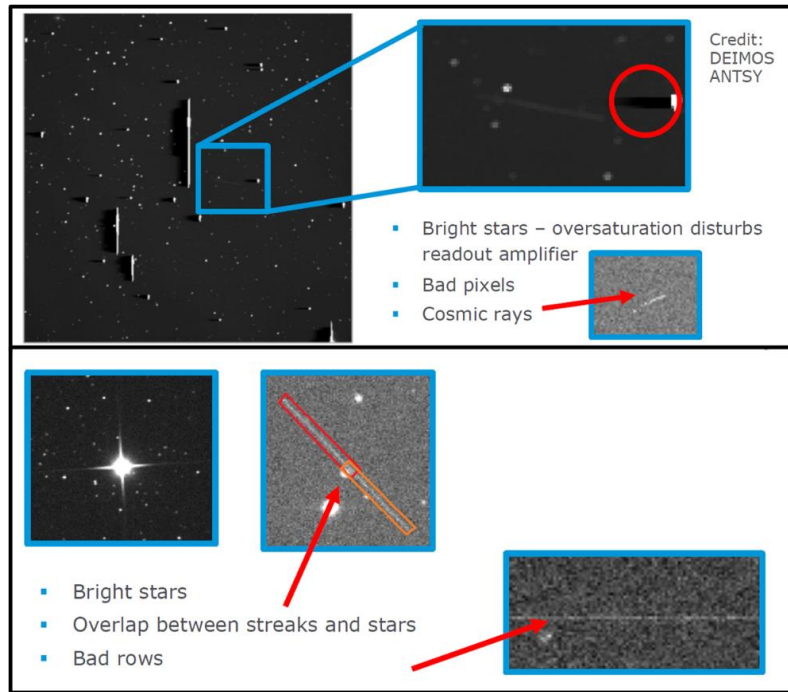 Credit:
DEIMOS
ANTSY
Bright stars – oversaturation disturbs
readout amplifier
Bad pixels
Cosmic rays
Bright stars
Overlap between streaks and stars
Bad rows